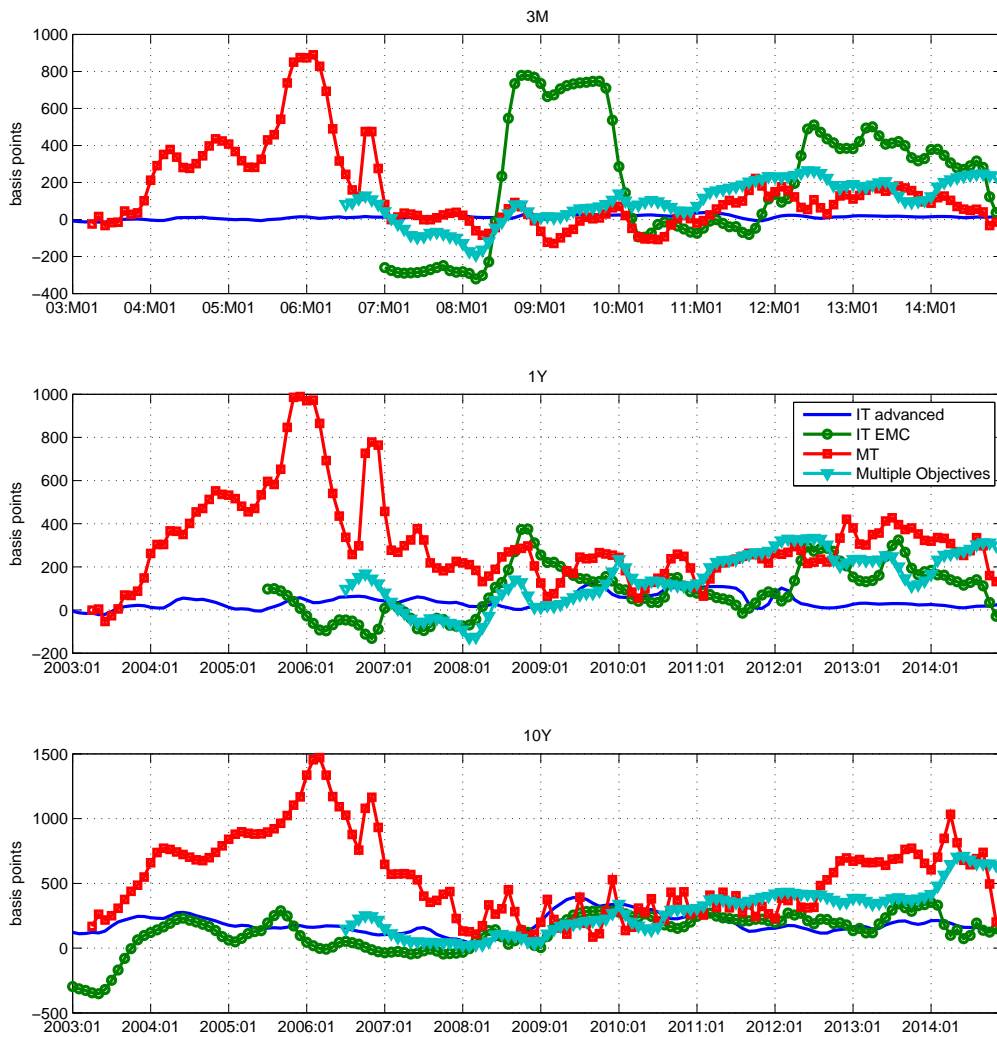 3M
basis points
1000
800
600
400
200
0
−200
−400
03:M01 04:M01 05:M01 06:M01 07:M01 08:M01 09:M01 10:M01 11:M01 12:M01 13:M01 14:M01
1Y
basis points
1000
800
600
400
200
0
−200
2003:01 2004:01 2005:01 2006:01 2007:01 2008:01 2009:01 2010:01 2011:01 2012:01 2013:01 2014:01
IT advanced
IT EMC
MT
Multiple Objectives
10Y
basis points
1500
1000
500
0
−500
2003:01 2004:01 2005:01 2006:01 2007:01 2008:01 2009:01 2010:01 2011:01 2012:01 2013:01 2014:01